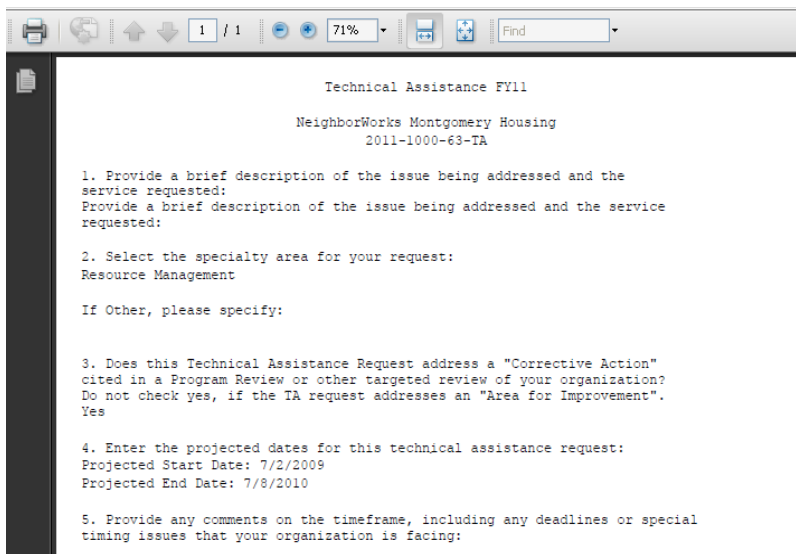 1 / 1 71% Find
Technical Assistance FY11
NeighborWorks Montgomery Housing
2011-1000-63-TA
1. Provide a brief description of the issue being addressed and the
service requested:
Provide a brief description of the issue being addressed and the service
requested:
2. Select the specialty area for your request:
Resource Management
If Other, please specify:
3. Does this Technical Assistance Request address a "Corrective Action"
cited in a Program Review or other targeted review of your organization?
Do not check yes, if the TA request addresses an "Area for Improvement".
Yes
4. Enter the projected dates for this technical assistance request:
Projected Start Date: 7/2/2009
Projected End Date: 7/8/2010
5. Provide any comments on the timeframe, including any deadlines or special
timing issues that your organization is facing: